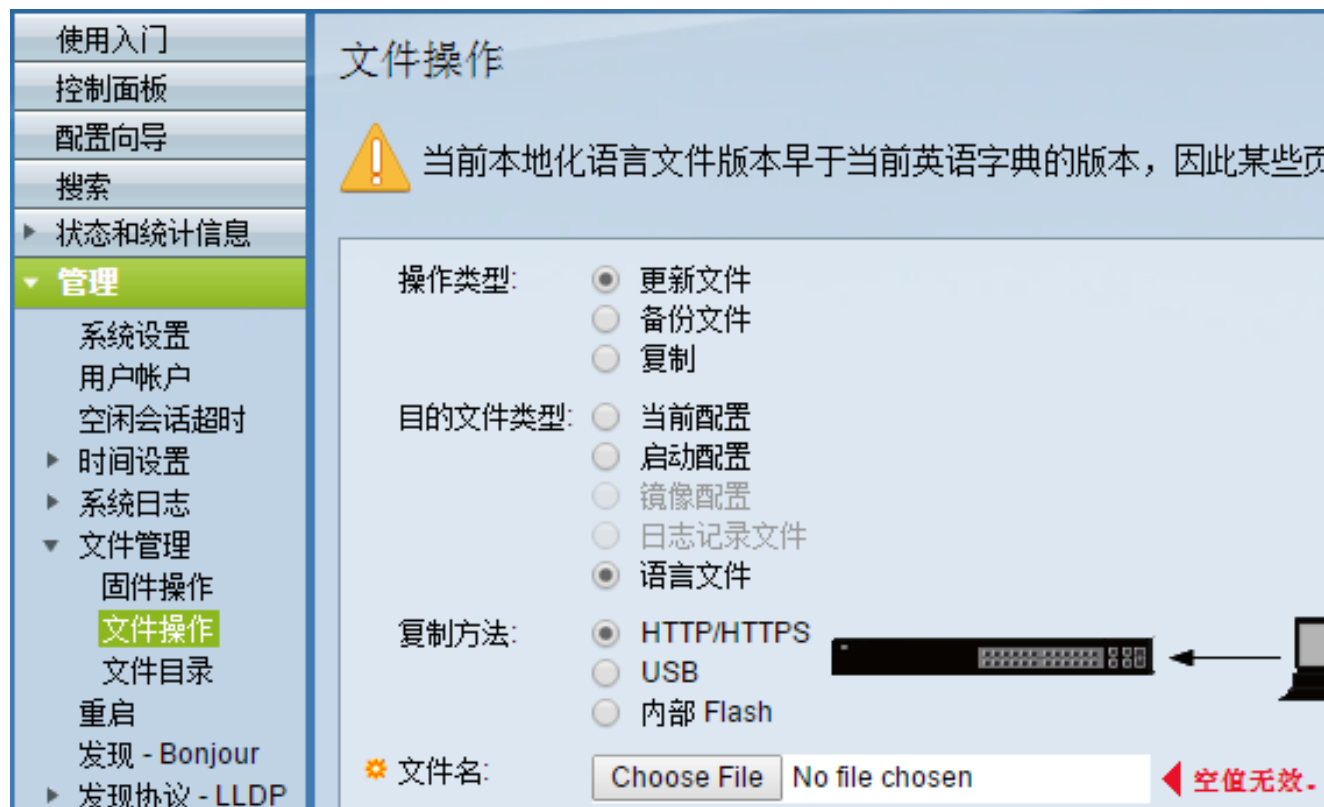 使用入门
控制面板
配置向导
搜索
状态和统计信息
管理
系统设置
用户帐户
空闲会话超时
时间设置
系统日志
文件管理
固件操作
文件操作
文件目录
重启
发现 - Bonjour
发现协议 - LLDP
文件操作
当前本地化语言文件版本早于当前英语字典的版本，因此某些页
操作类型: 更新文件
备份文件
复制
目的文件类型: 当前配置
启动配置
镜像配置
日志记录文件
语言文件
复制方法: HTTP/HTTPS
USB
内部 Flash
文件名: Choose File No file chosen 空值无效.